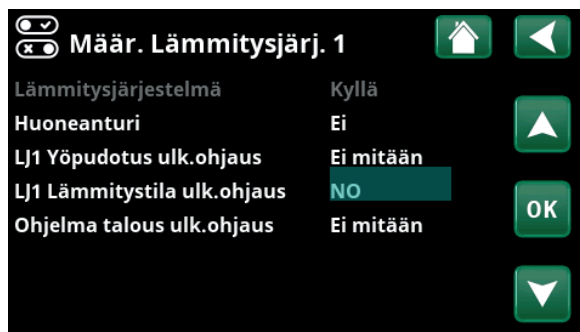 Määr. Lämmitysjärj. 1
Lämmitysjärjestelmä Kyllä
Huoneanturi Ei
LJ1 Yöpudotus ulk.ohjaus Ei mitään
LJ1 Lämmitystila ulk.ohjaus NO
Ohjelma talous ulk.ohjaus Ei mitään
OK